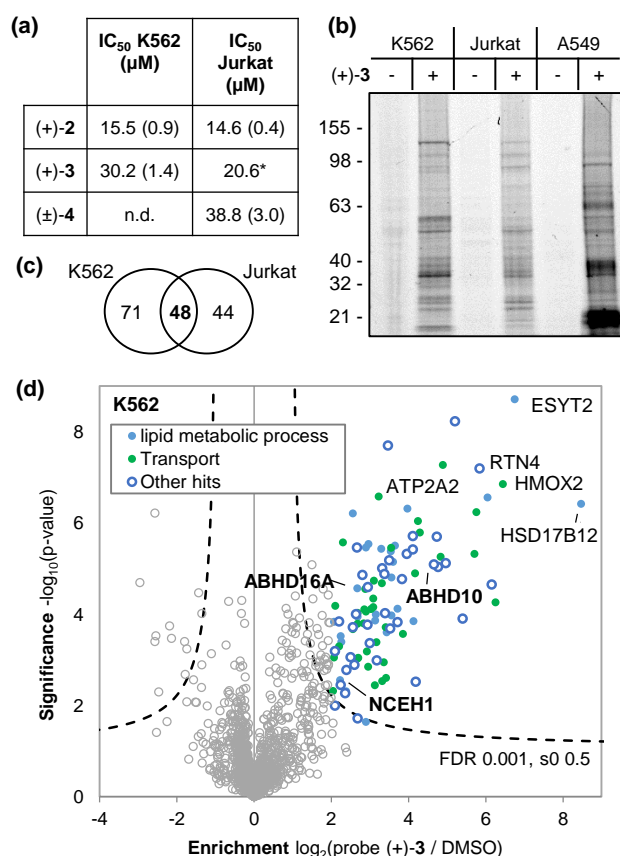 (a)
IC50 K562 (µM) IC50 Jurkat (µM)
(+)-2 15.5 (0.9) 14.6 (0.4)
(+)-3 30.2 (1.4) 20.6*
(±)-4 n.d. 38.8 (3.0)
(b)
K562 Jurkat A549
(+)-3 - + - + - +
155 -
98 -
63 -
40 -
32 -
21 -
(c)
K562 Jurkat
71 48 44
(d)
K562
lipid metabolic process
Transport
Other hits
ESYT2
RTN4
HMOX2
ATP2A2
HSD17B12
ABHD16A
ABHD10
NCEH1
FDR 0.001, s0 0.5
Significance -log10(p-value)
8
6
4
2
0
-4 -2 0 2 4 6 8
Enrichment log2(probe (+)-3 / DMSO)